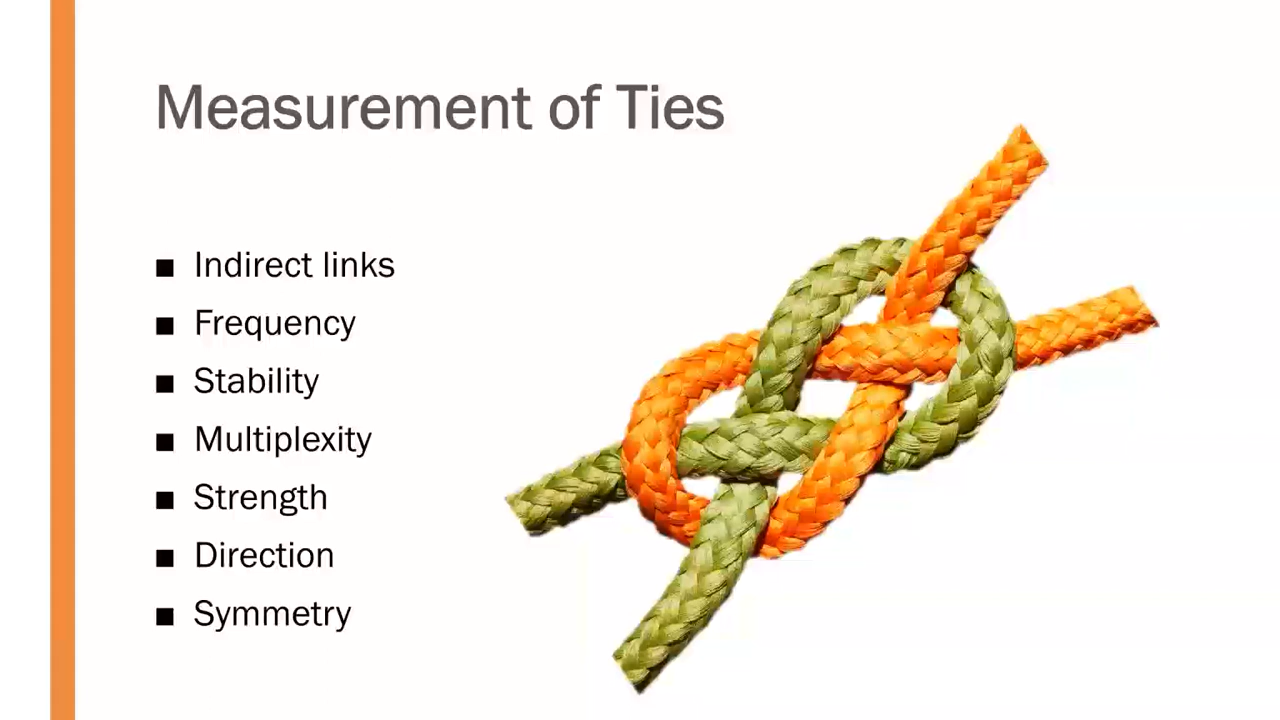 Measurement of Ties
■ Indirect links
■ Frequency
■ Stability
■ Multiplexity
■ Strength
■ Direction
■ Symmetry